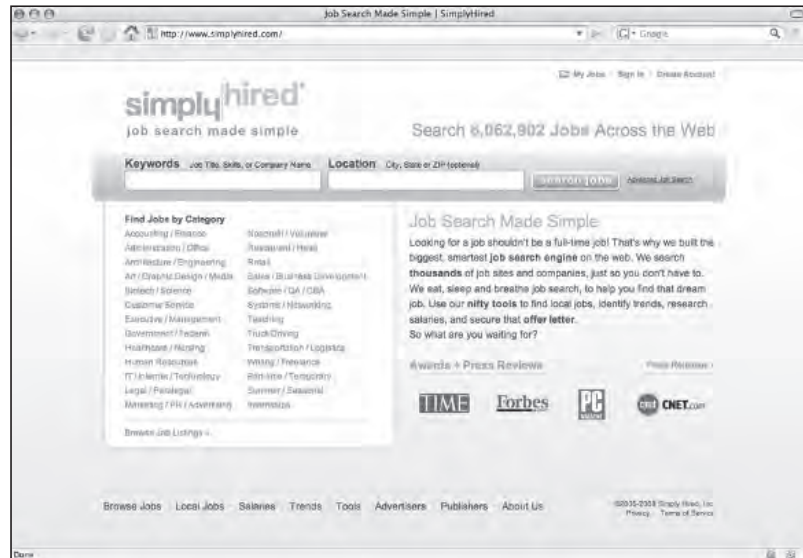 Job Search Made Simple | SimplyHired
http://www.simplyhired.com/
Google
My Jobs Sign In Create Account
simplyhired
job search made simple
Search 6,062,902 Jobs Across the Web
Keywords Job Title, Skills, or Company Name Location City, State or ZIP (optional)
search jobs Advanced Job Search
Find Jobs by Category
Accounting / Finance
Administration / Office
Architecture / Engineering
Art / Graphic Design / Media
Biotech / Science
Customer Service
Executive / Management
Government / Federal
Healthcare / Nursing
Human Resources
IT / Internet / Technology
Legal / Paralegal
Marketing / PR / Advertising
Nonprofit / Volunteer
Restaurant / Hotel
Retail
Sales / Business Development
Software / QA / DBA
Systems / Networking
Teaching
Truck Driving
Transportation / Logistics
Writing / Freelance
Part-time / Temporary
Summer / Seasonal
Internships
Browse Job Listings »
Job Search Made Simple
Looking for a job shouldn't be a full-time job! That's why we built the
biggest, smartest job search engine on the web. We search
thousands of job sites and companies, just so you don't have to.
We eat, sleep and breathe job search, to help you find that dream
job. Use our nifty tools to find local jobs, identify trends, research
salaries, and secure that offer letter.
So what are you waiting for?
Awards + Press Reviews
Press Releases ›
TIME Forbes PC MAGAZINE cnet CNET.com
Browse Jobs Local Jobs Salaries Trends Tools Advertisers Publishers About Us
©2005-2008 Simply Hired, Inc
Privacy Terms of Service
Done